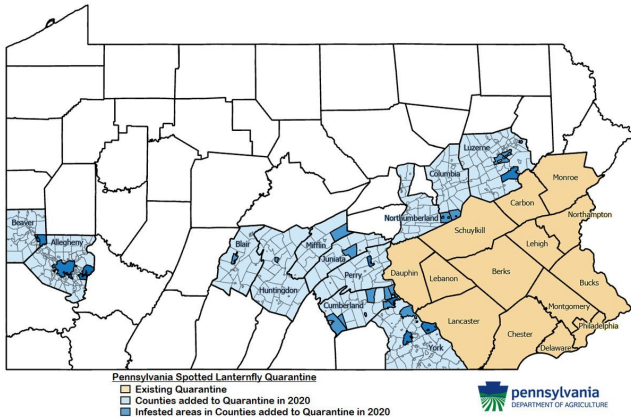 Luzerne
Columbia
Monroe
Carbon
Northampton
Northumberland
Schuylkill
Lehigh
Beaver
Allegheny
Blair
Mifflin
Juniata
Huntingdon
Perry
Dauphin
Lebanon
Berks
Bucks
Cumberland
Montgomery
Philadelphia
Lancaster
Chester
Delaware
York
Pennsylvania Spotted Lanternfly Quarantine
Existing Quarantine
Counties added to Quarantine in 2020
Infested areas in Counties added to Quarantine in 2020
pennsylvania
DEPARTMENT OF AGRICULTURE